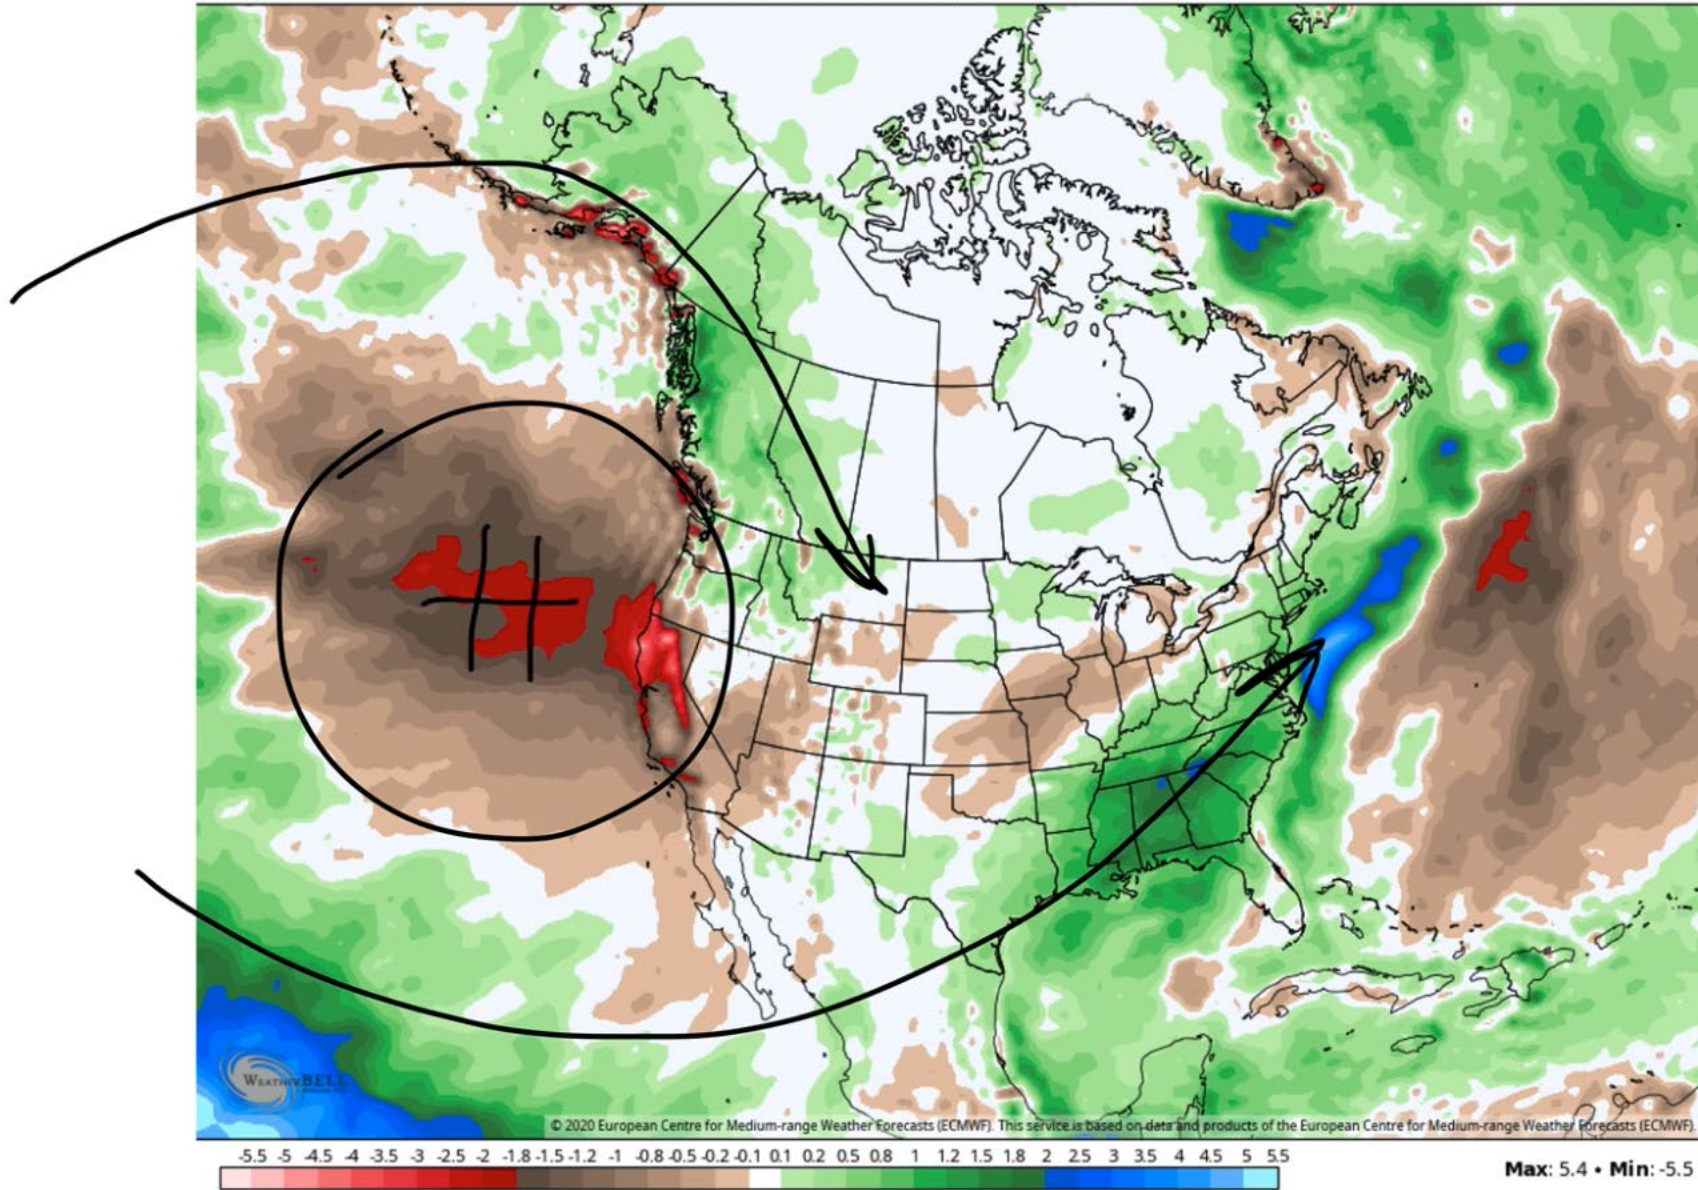 H
WEATHERBELL
© 2020 European Centre for Medium-range Weather Forecasts (ECMWF). This service is based on data and products of the European Centre for Medium-range Weather Forecasts (ECMWF).
-5.5 -5 -4.5 -4 -3.5 -3 -2.5 -2 -1.8 -1.5 -1.2 -1 -0.8 -0.5 -0.2 -0.1 0.1 0.2 0.5 0.8 1 1.2 1.5 1.8 2 2.5 3 3.5 4 4.5 5 5.5
Max: 5.4 • Min: -5.5